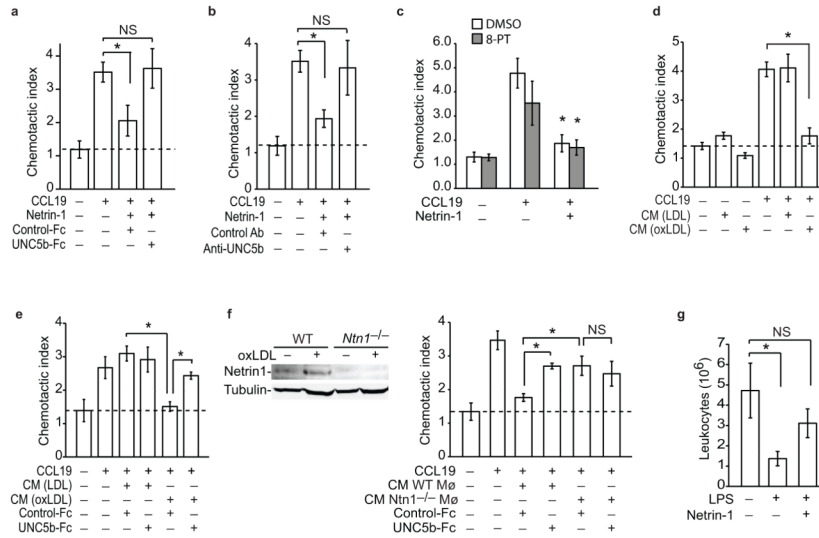 a
NS
*
Chemotactic index
4
3
2
1
0
CCL19 – + + +
Netrin-1 – – + +
Control-Fc – – + –
UNC5b-Fc – – – +
b
NS
*
Chemotactic index
4
3
2
1
0
CCL19 – + + +
Netrin-1 – – + +
Control Ab – – + –
Anti-UNC5b – – – +
c
DMSO
8-PT
Chemotactic index
6.0
5.0
4.0
3.0
2.0
1.0
0
* *
CCL19 – + +
Netrin-1 – – +
d
*
Chemotactic index
5
4
3
2
1
0
CCL19 – – – + + +
CM (LDL) – + – – + –
CM (oxLDL) – – + – – +
e
*
*
Chemotactic index
4
3
2
1
0
CCL19 – + + + + +
CM (LDL) – – + + – –
CM (oxLDL) – – – – + +
Control-Fc – – + – + –
UNC5b-Fc – – – + – +
f
WT Ntn1–/–
oxLDL – + – +
Netrin1-
Tubulin-
*
*
NS
Chemotactic index
4
3
2
1
0
CCL19 – + + + + +
CM WT Mø – – + + – –
CM Ntn1–/– Mø – – – – + +
Control-Fc – – + – + –
UNC5b-Fc – – – + – +
g
NS
*
Leukocytes (10⁶)
7
6
5
4
3
2
1
0
LPS – + +
Netrin-1 – – +